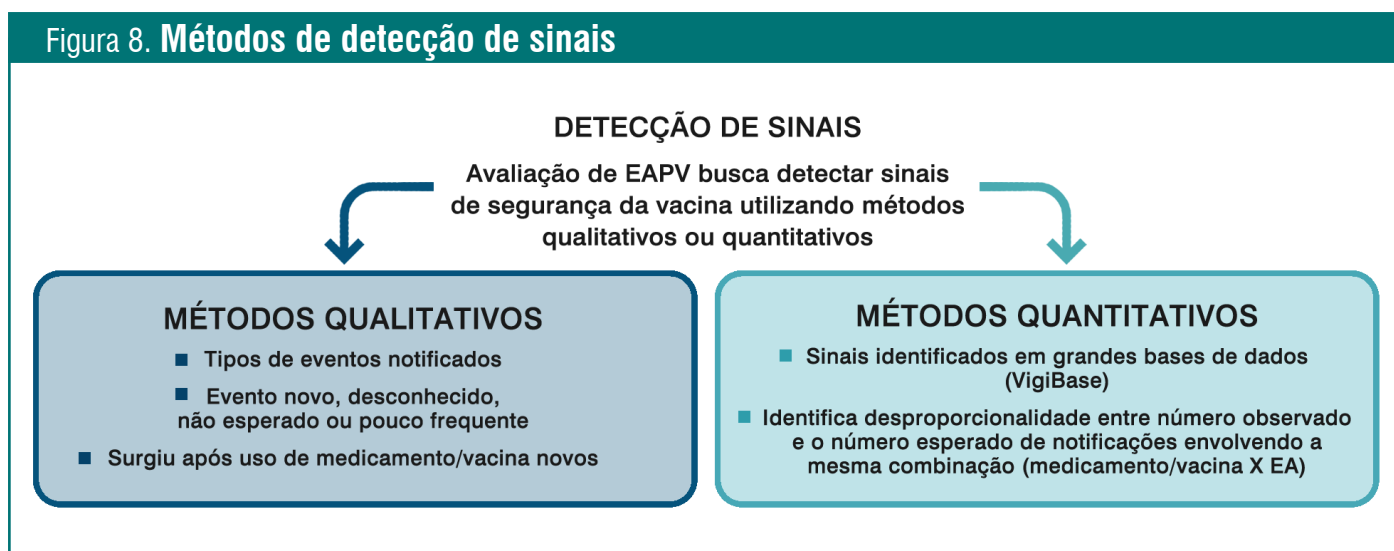 Figura 8. Métodos de detecção de sinais
DETECÇÃO DE SINAIS
Avaliação de EAPV busca detectar sinais
de segurança da vacina utilizando métodos
qualitativos ou quantitativos
MÉTODOS QUALITATIVOS
Tipos de eventos notificados
Evento novo, desconhecido,
não esperado ou pouco frequente
Surgiu após uso de medicamento/vacina novos
MÉTODOS QUANTITATIVOS
Sinais identificados em grandes bases de dados
(VigiBase)
Identifica desproporcionalidade entre número observado
e o número esperado de notificações envolvendo a
mesma combinação (medicamento/vacina X EA)